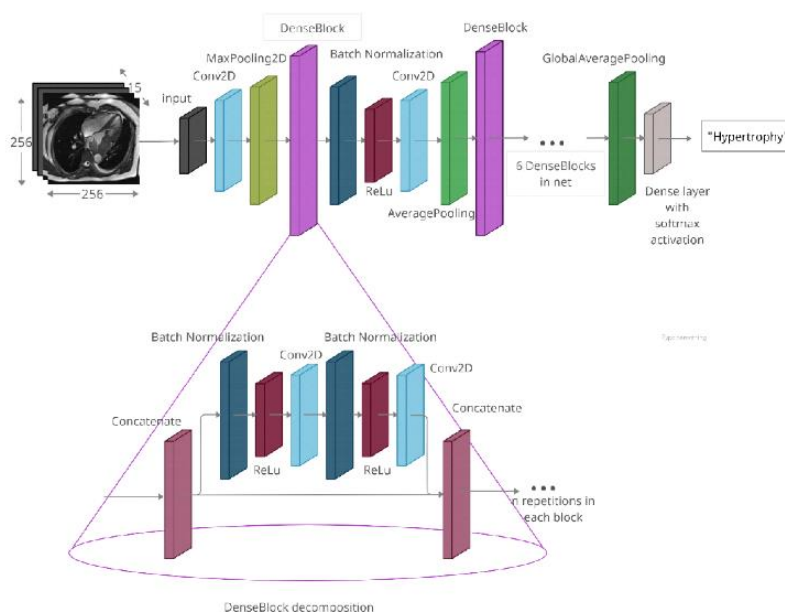 DenseBlock
DenseBlock
MaxPooling2D
Batch Normalization
GlobalAveragePooling
Conv2D
Conv2D
15
input
256
"Hypertrophy"
6 DenseBlocks
in net
ReLu
256
AveragePooling
Dense layer
with
softmax
activation
Batch Normalization
Batch Normalization
Conv2D
Conv2D
Concatenate
Concatenate
ReLu
ReLu
n repetitions in
each block
DenseBlock decomposition